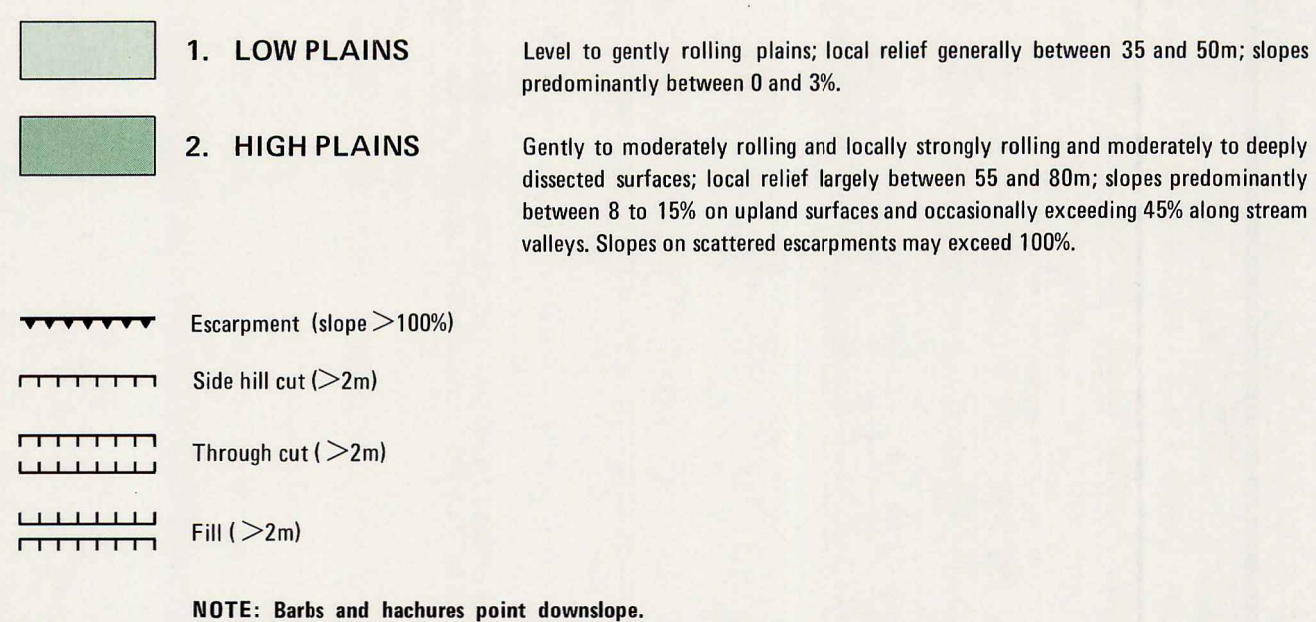 1. LOW PLAINS
Level to gently rolling plains; local relief generally between 35 and 50m; slopes
predominantly between 0 and 3%.
2. HIGH PLAINS
Gently to moderately rolling and locally strongly rolling and moderately to deeply
dissected surfaces; local relief largely between 55 and 80m; slopes predominantly
between 8 to 15% on upland surfaces and occasionally exceeding 45% along stream
valleys. Slopes on scattered escarpments may exceed 100%.
Escarpment (slope >100%)
Side hill cut (>2m)
Through cut ( >2m)
Fill ( >2m)
NOTE: Barbs and hachures point downslope.